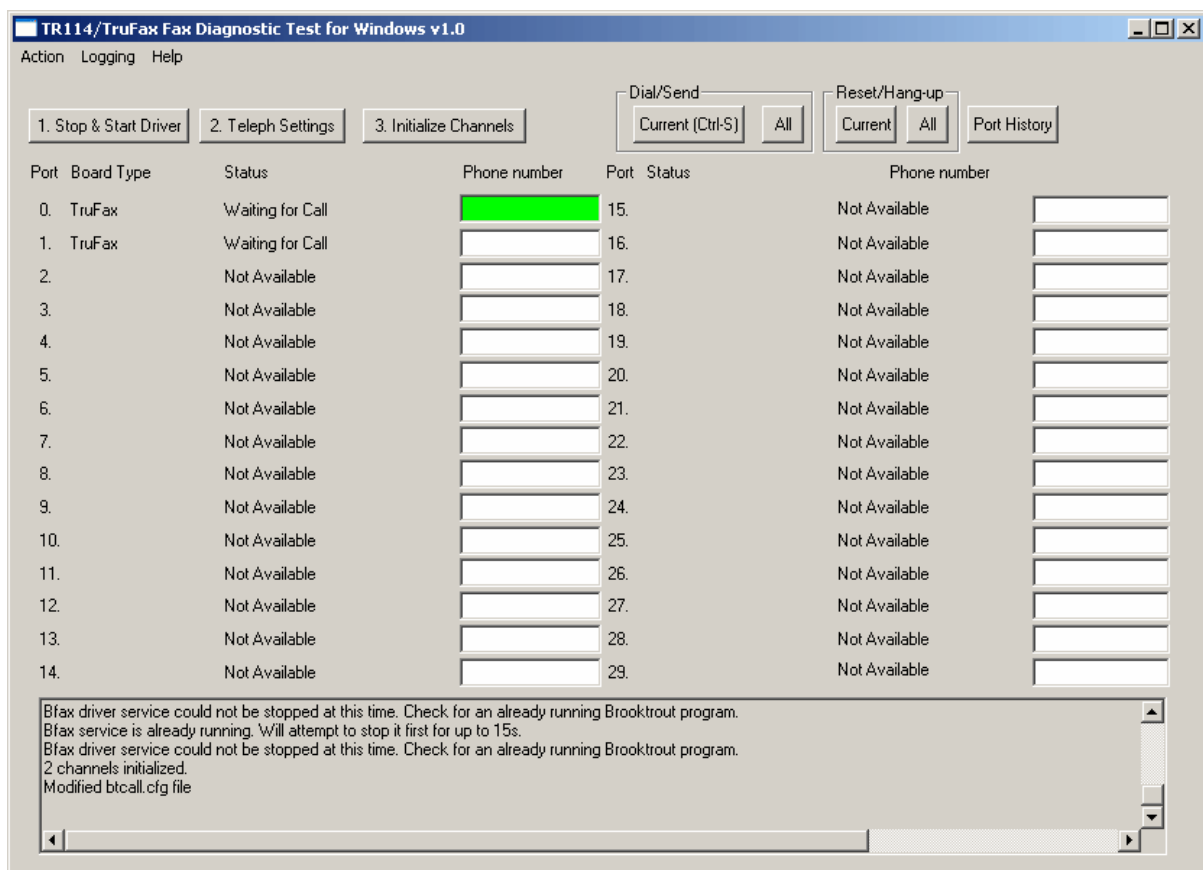 TR114/TruFax Fax Diagnostic Test for Windows v1.0
Action Logging Help
Dial/Send Reset/Hang-up
1. Stop & Start Driver 2. Teleph Settings 3. Initialize Channels Current (Ctrl-S) All Current All Port History
Port Board Type Status Phone number Port Status Phone number
0. TruFax Waiting for Call 15. Not Available
1. TruFax Waiting for Call 16. Not Available
2. Not Available 17. Not Available
3. Not Available 18. Not Available
4. Not Available 19. Not Available
5. Not Available 20. Not Available
6. Not Available 21. Not Available
7. Not Available 22. Not Available
8. Not Available 23. Not Available
9. Not Available 24. Not Available
10. Not Available 25. Not Available
11. Not Available 26. Not Available
12. Not Available 27. Not Available
13. Not Available 28. Not Available
14. Not Available 29. Not Available
Bfax driver service could not be stopped at this time. Check for an already running Brooktrout program.
Bfax service is already running. Will attempt to stop it first for up to 15s.
Bfax driver service could not be stopped at this time. Check for an already running Brooktrout program.
2 channels initialized.
Modified btcall.cfg file